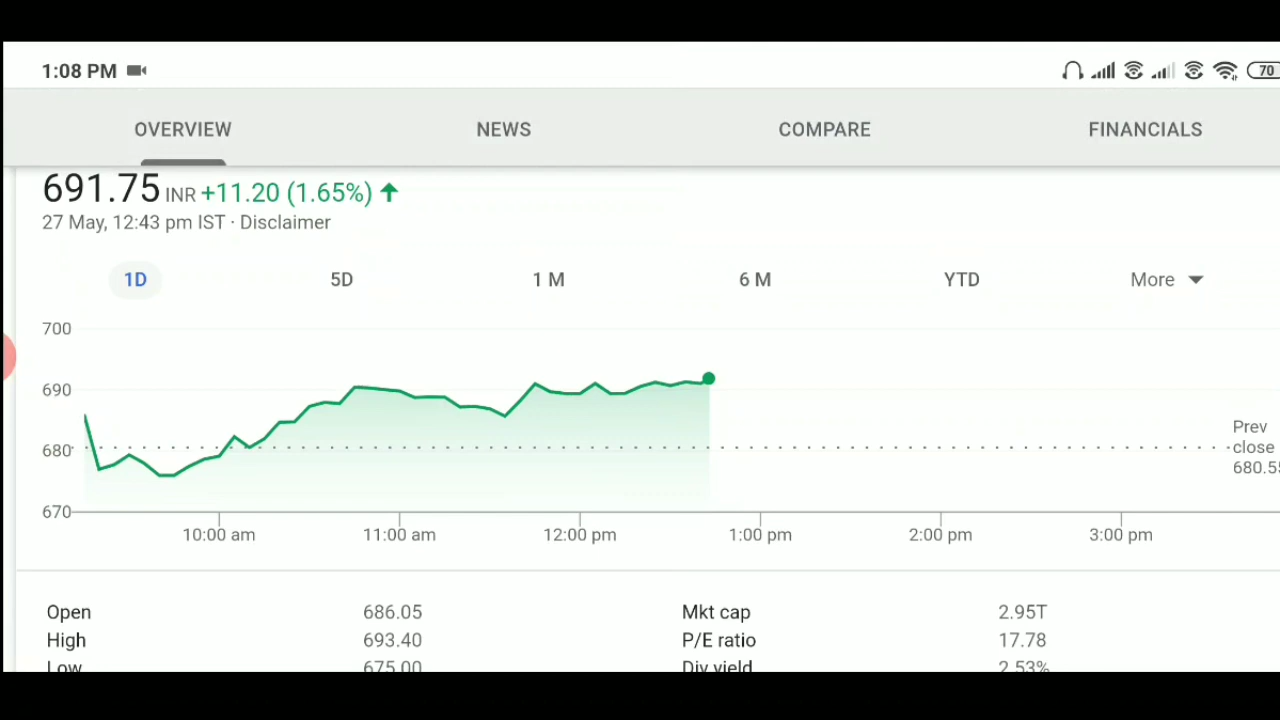 1:08 PM
70
OVERVIEW NEWS COMPARE FINANCIALS
691.75 INR +11.20 (1.65%)
27 May, 12:43 pm IST · Disclaimer
1D 5D 1 M 6 M YTD More
700
690
680
670
Prev
close
680.55
10:00 am 11:00 am 12:00 pm 1:00 pm 2:00 pm 3:00 pm
Open 686.05 Mkt cap 2.95T
High 693.40 P/E ratio 17.78
Low 675.00 Div yield 2.53%